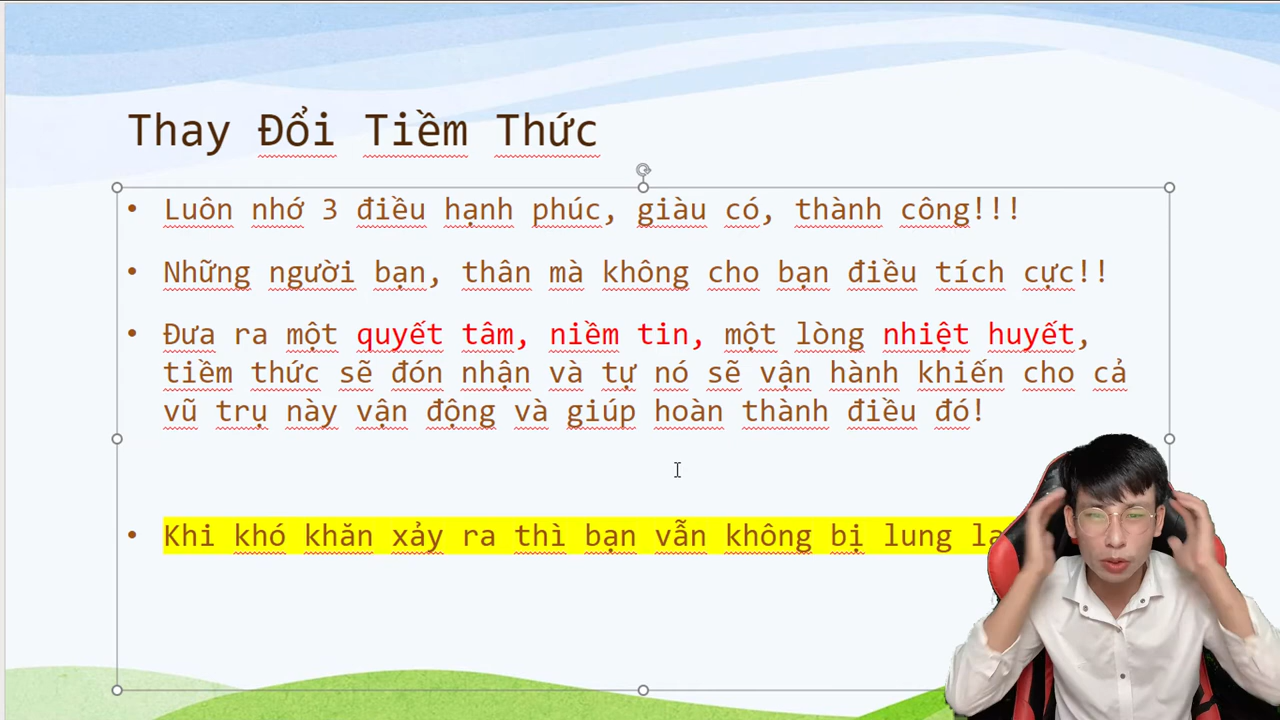 Thay Đổi Tiềm Thức
• Luôn nhớ 3 điều hạnh phúc, giàu có, thành công!!!
• Những người bạn, thân mà không cho bạn điều tích cực!!
• Đưa ra một quyết tâm, niềm tin, một lòng nhiệt huyết,
tiềm thức sẽ đón nhận và tự nó sẽ vận hành khiến cho cả
vũ trụ này vận động và giúp hoàn thành điều đó!
• Khi khó khăn xảy ra thì bạn vẫn không bị lung